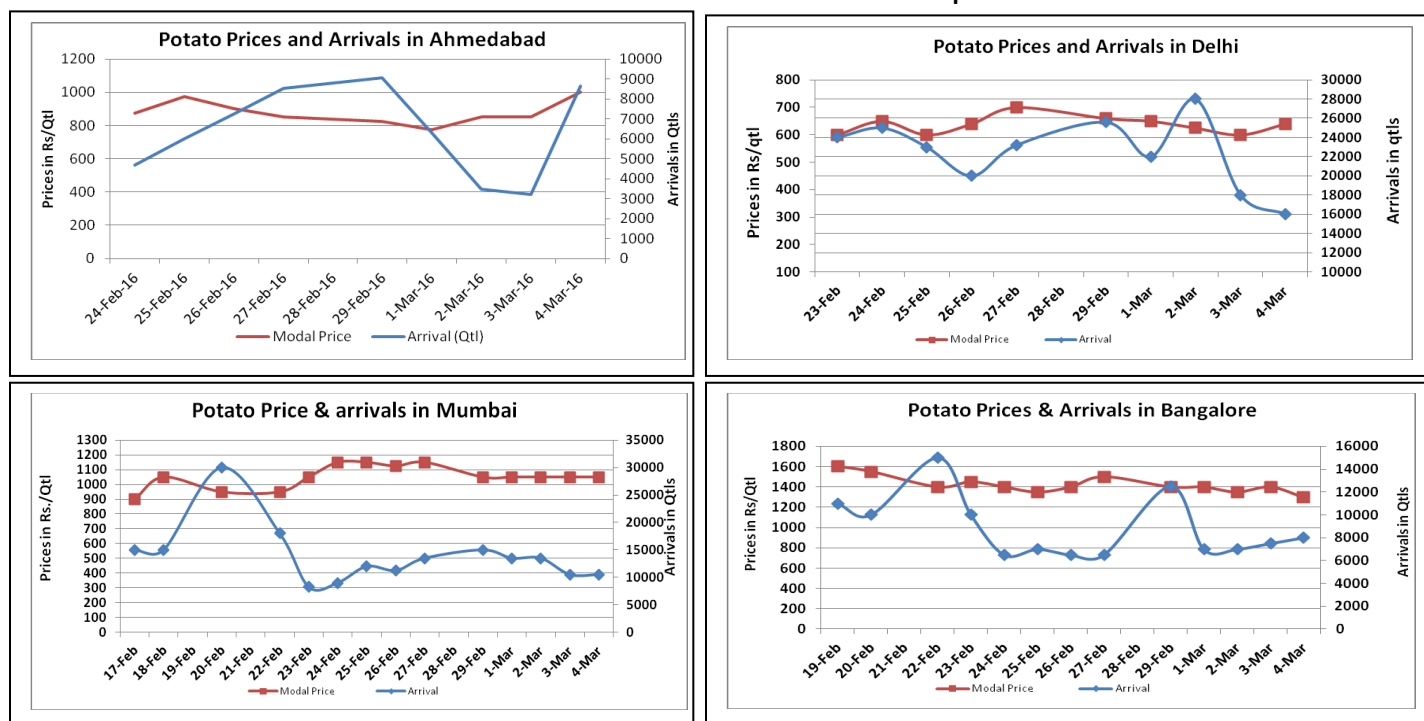 Potato Prices and Arrivals in Ahmedabad
Prices in Rs/Qtl
1200
1000
800
600
400
200
0
10000
9000
8000
7000
6000
5000
4000
3000
2000
1000
0
Arrivals in Qtls
24-Feb-16
25-Feb-16
26-Feb-16
27-Feb-16
28-Feb-16
29-Feb-16
1-Mar-16
2-Mar-16
3-Mar-16
4-Mar-16
Modal Price Arrival (Qtl)
Potato Prices and Arrivals in Delhi
Prices in Rs/qtl
800
700
600
500
400
300
200
100
30000
28000
26000
24000
22000
20000
18000
16000
14000
12000
10000
Arrivals in qtls
23-Feb
24-Feb
25-Feb
26-Feb
27-Feb
28-Feb
29-Feb
1-Mar
2-Mar
3-Mar
4-Mar
Modal Price Arrival
Potato Price & arrivals in Mumbai
Prices in Rs./Qtl
1300
1200
1100
1000
900
800
700
600
500
400
300
200
100
0
35000
30000
25000
20000
15000
10000
5000
0
Arrivals in Qtls
17-Feb
18-Feb
19-Feb
20-Feb
21-Feb
22-Feb
23-Feb
24-Feb
25-Feb
26-Feb
27-Feb
28-Feb
29-Feb
1-Mar
2-Mar
3-Mar
4-Mar
Modal Price Arrival
Potato Prices & Arrivals in Bangalore
Prices in Rs/Qtl
1800
1600
1400
1200
1000
800
600
400
200
0
16000
14000
12000
10000
8000
6000
4000
2000
0
Arrivals in Qtls
19-Feb
20-Feb
21-Feb
22-Feb
23-Feb
24-Feb
25-Feb
26-Feb
27-Feb
28-Feb
29-Feb
1-Mar
2-Mar
3-Mar
4-Mar
Modal Price Arrival